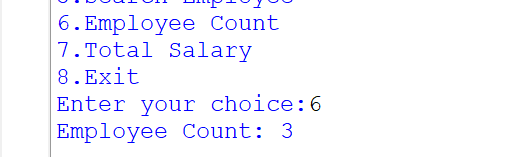 6.Employee Count
7.Total Salary
8.Exit
Enter your choice:6
Employee Count: 3